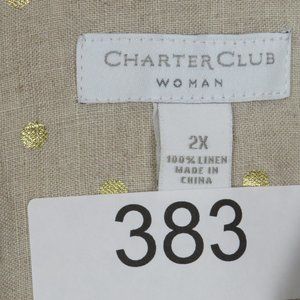 CHARTER CLUB
WOMAN
2X
100% LINEN
MADE IN
CHINA
383